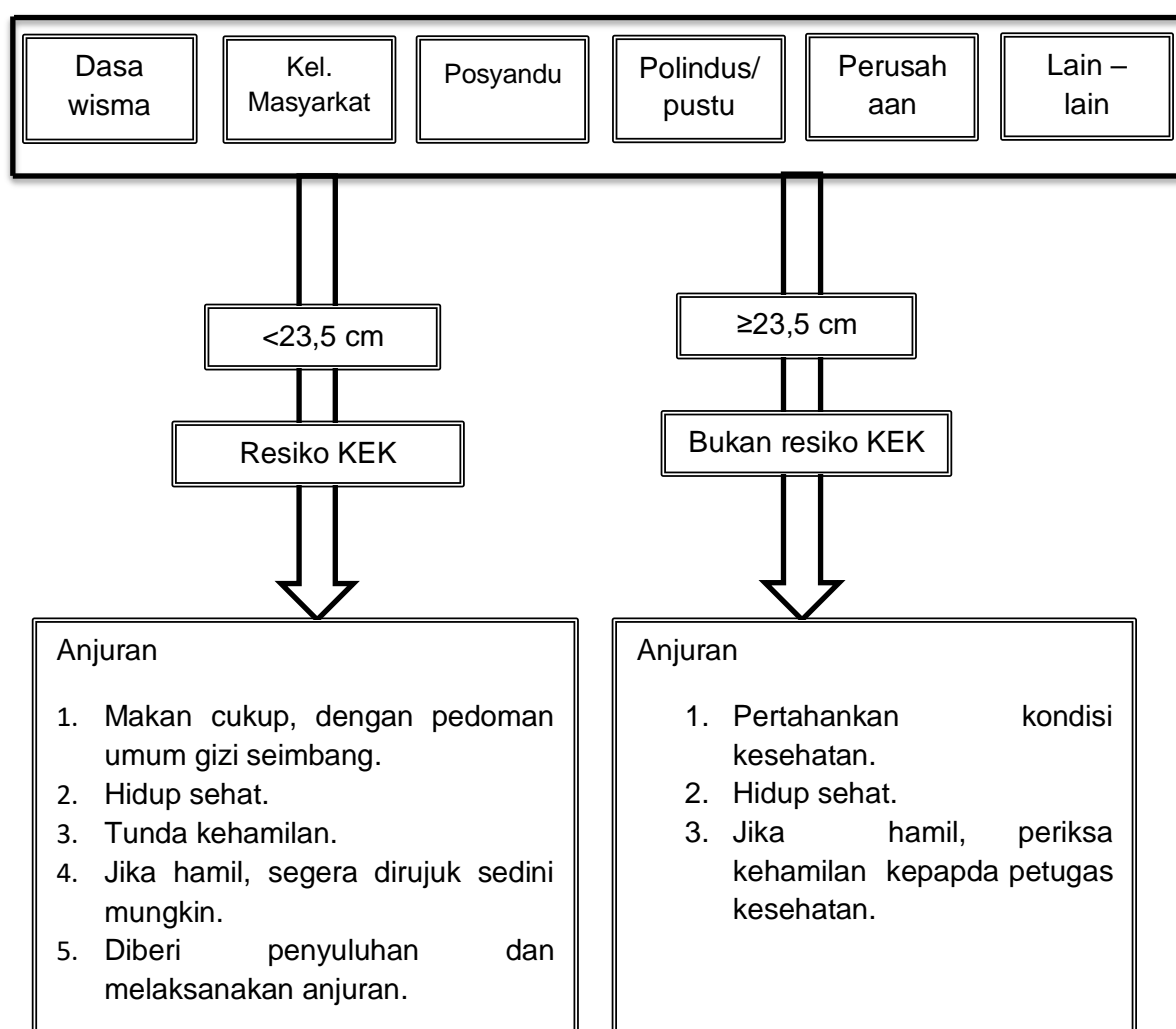 Dasa
wisma
Kel.
Masyarkat
Posyandu
Polindus/
pustu
Perusah
aan
Lain –
lain
<23,5 cm
≥23,5 cm
Resiko KEK
Bukan resiko KEK
Anjuran
1. Makan cukup, dengan pedoman
umum gizi seimbang.
2. Hidup sehat.
3. Tunda kehamilan.
4. Jika hamil, segera dirujuk sedini
mungkin.
5. Diberi penyuluhan dan
melaksanakan anjuran.
Anjuran
1. Pertahankan kondisi
kesehatan.
2. Hidup sehat.
3. Jika hamil, periksa
kehamilan kepapda petugas
kesehatan.